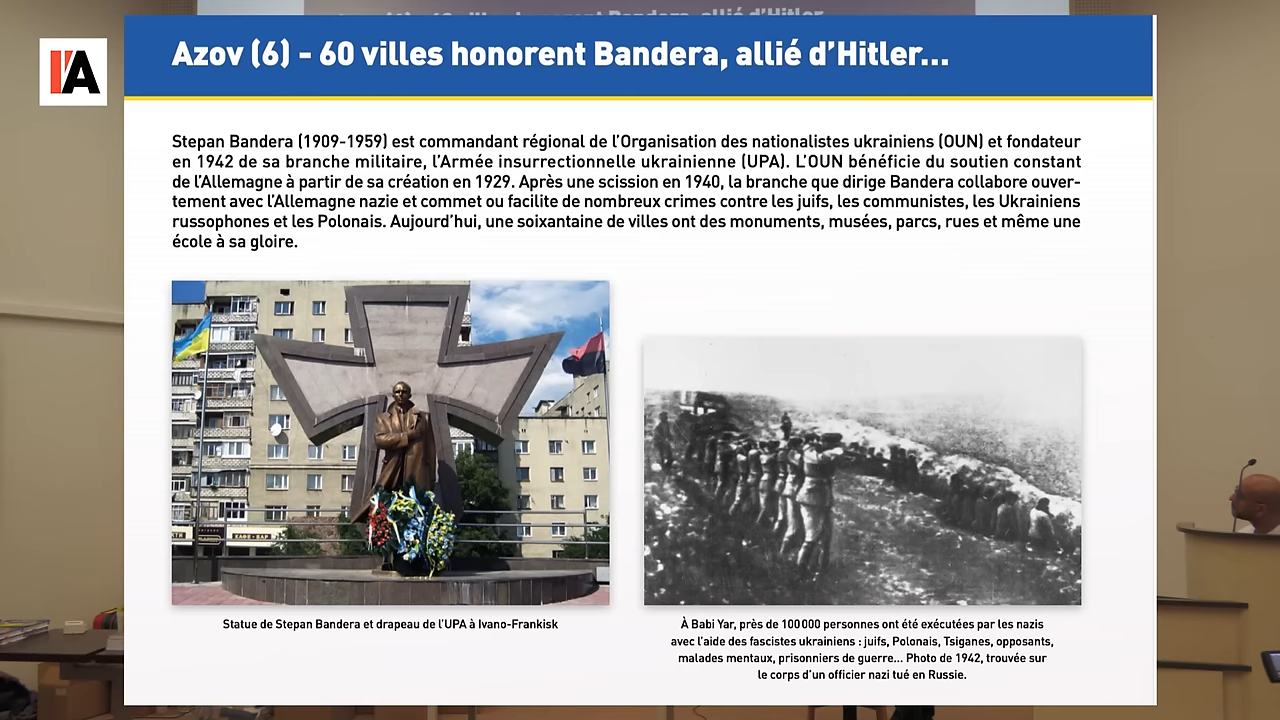 Azov (6) - 60 villes honorent Bandera, allié d'Hitler...
l'A
Stepan Bandera (1909-1959) est commandant régional de l'Organisation des nationalistes ukrainiens (OUN) et fondateur
en 1942 de sa branche militaire, l'Armée insurrectionnelle ukrainienne (UPA). L'OUN bénéficie du soutien constant
de l'Allemagne à partir de sa création en 1929. Après une scission en 1940, la branche que dirige Bandera collabore ouver-
tement avec l'Allemagne nazie et commet ou facilite de nombreux crimes contre les juifs, les communistes, les Ukrainiens
russophones et les Polonais. Aujourd'hui, une soixantaine de villes ont des monuments, musées, parcs, rues et même une
école à sa gloire.
КАФЕ-БАР
Statue de Stepan Bandera et drapeau de l'UPA à Ivano-Frankisk
À Babi Yar, près de 100 000 personnes ont été exécutées par les nazis
avec l'aide des fascistes ukrainiens : juifs, Polonais, Tsiganes, opposants,
malades mentaux, prisonniers de guerre... Photo de 1942, trouvée sur
le corps d'un officier nazi tué en Russie.